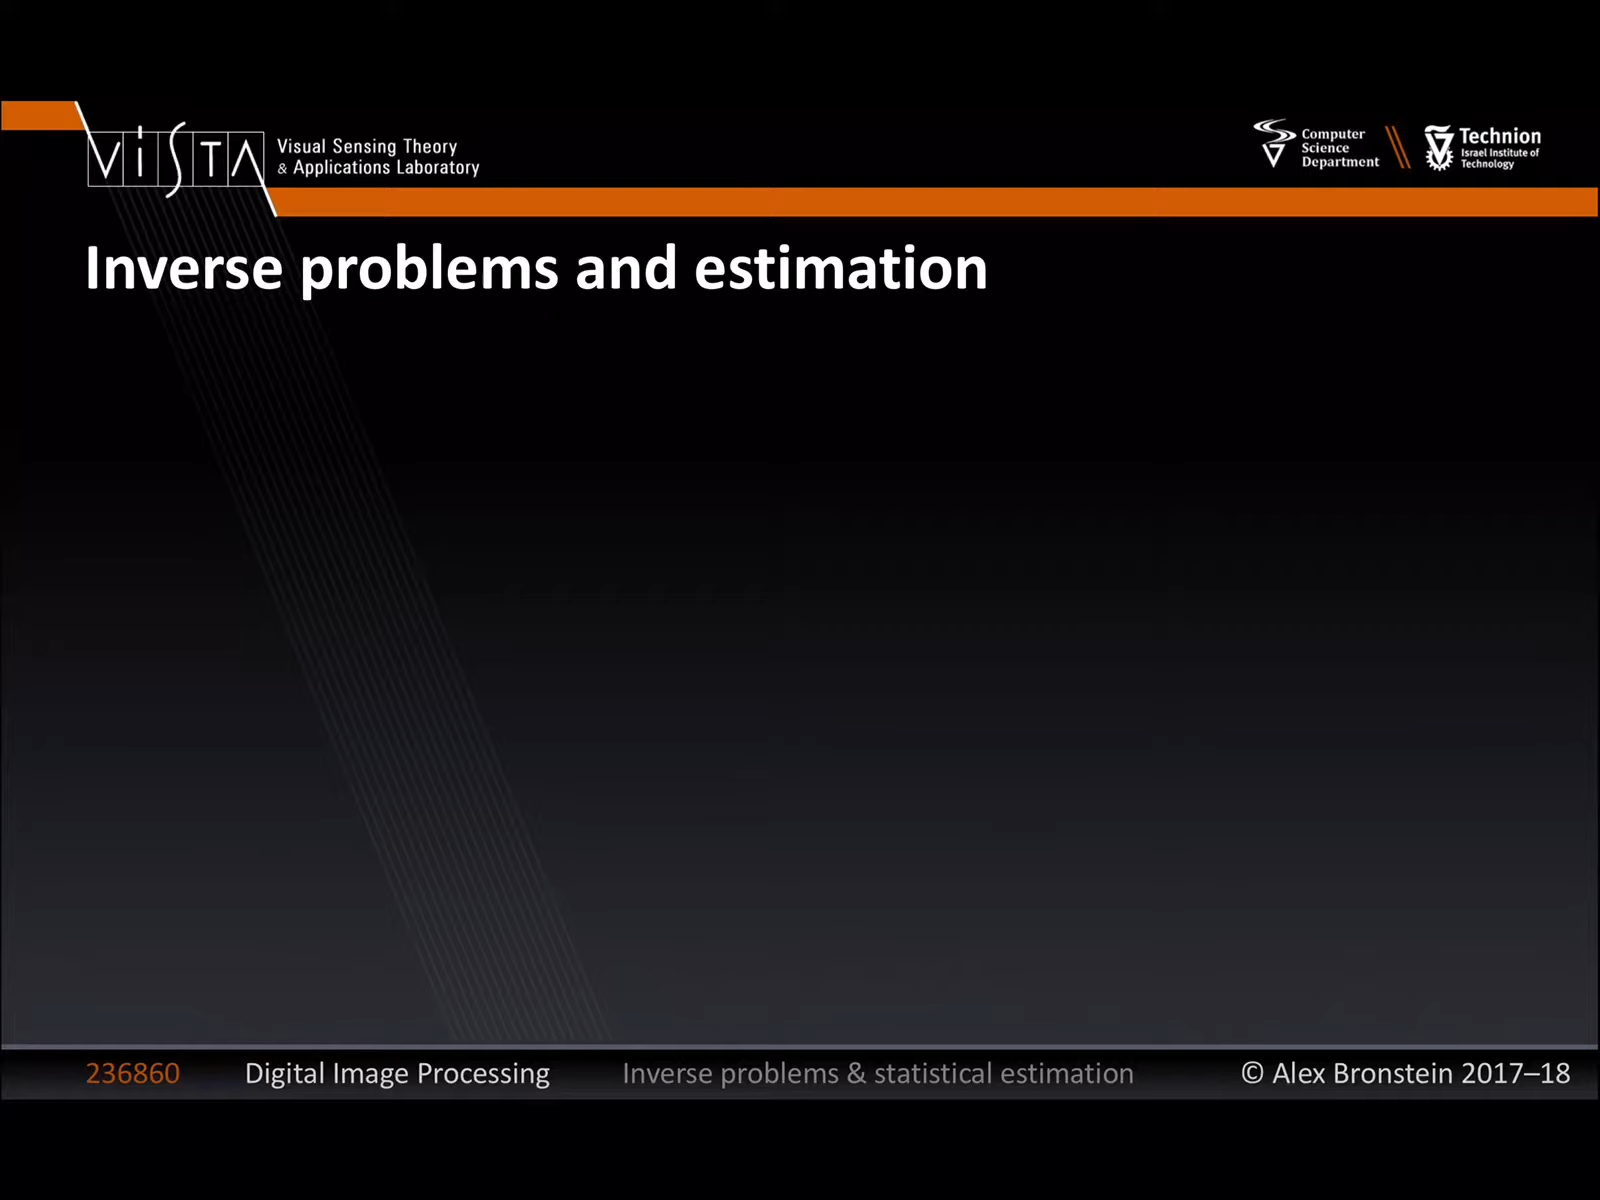 ViSTA
Visual Sensing Theory
& Applications Laboratory
Computer
Science
Department
Technion
Israel Institute of
Technology
Inverse problems and estimation
236860 Digital Image Processing Inverse problems & statistical estimation © Alex Bronstein 2017–18